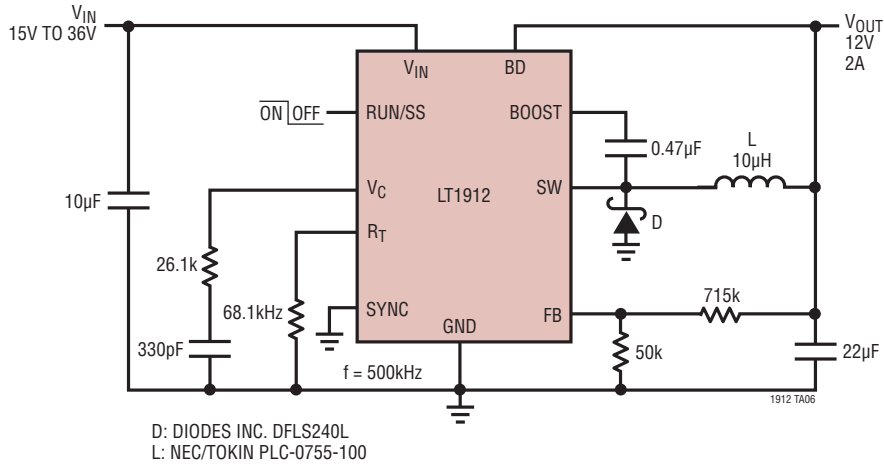 VIN
15V TO 36V
VOUT
12V
2A
VIN
BD
ON OFF
RUN/SS
BOOST
0.47µF
L
10µH
VC
LT1912
SW
10µF
D
RT
26.1k
68.1kHz
715k
SYNC
GND
FB
330pF
f = 500kHz
50k
22µF
1912 TA06
D: DIODES INC. DFLS240L
L: NEC/TOKIN PLC-0755-100